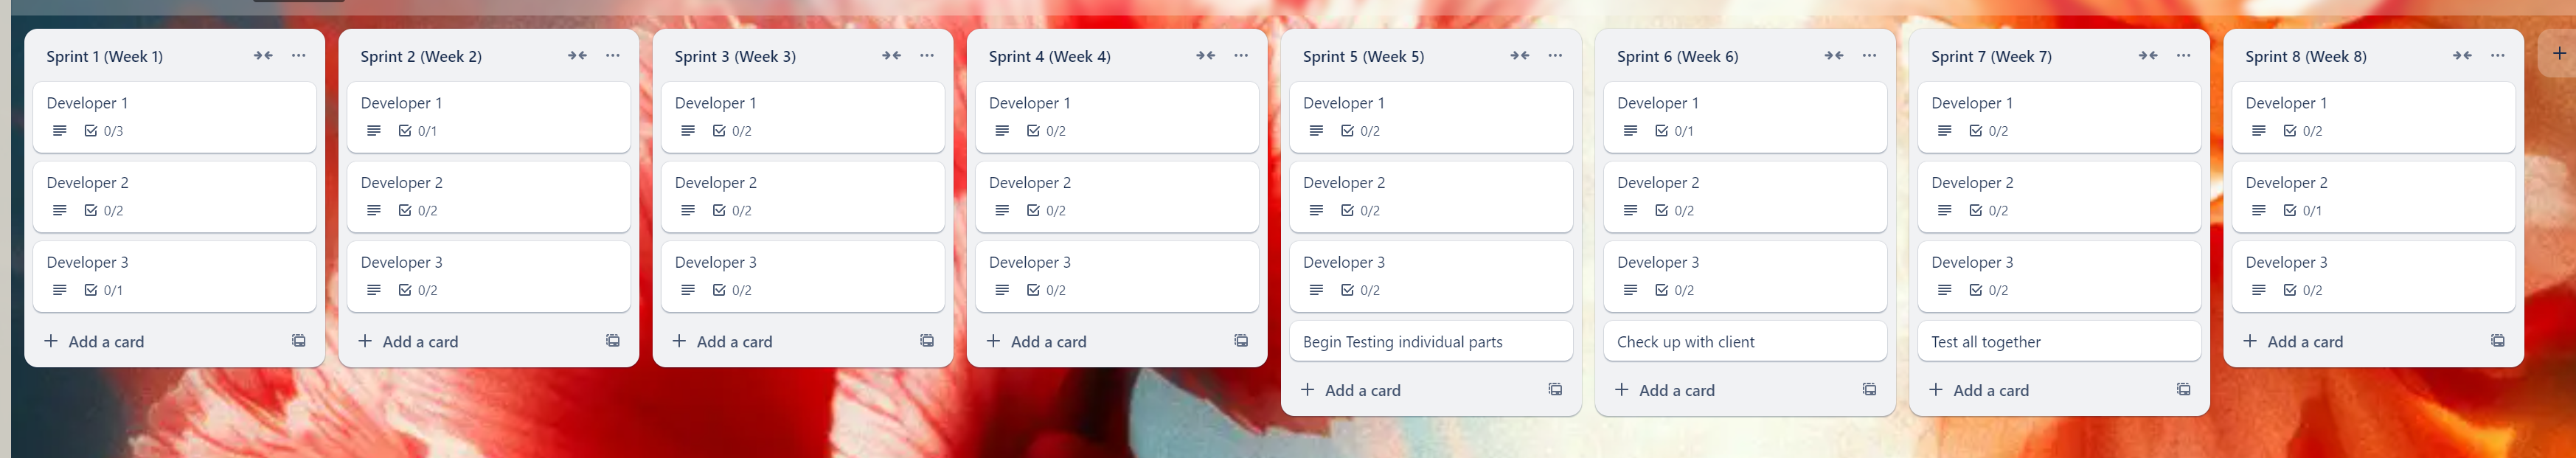 Sprint 1 (Week 1)
Developer 1
0/3
Developer 2
0/2
Developer 3
0/1
Add a card
Sprint 2 (Week 2)
Developer 1
0/1
Developer 2
0/2
Developer 3
0/2
Add a card
Sprint 3 (Week 3)
Developer 1
0/2
Developer 2
0/2
Developer 3
0/2
Add a card
Sprint 4 (Week 4)
Developer 1
0/2
Developer 2
0/2
Developer 3
0/2
Add a card
Sprint 5 (Week 5)
Developer 1
0/2
Developer 2
0/2
Developer 3
0/2
Begin Testing individual parts
Add a card
Sprint 6 (Week 6)
Developer 1
0/1
Developer 2
0/2
Developer 3
0/2
Check up with client
Add a card
Sprint 7 (Week 7)
Developer 1
0/2
Developer 2
0/2
Developer 3
0/2
Test all together
Add a card
Sprint 8 (Week 8)
Developer 1
0/2
Developer 2
0/1
Developer 3
0/2
Add a card